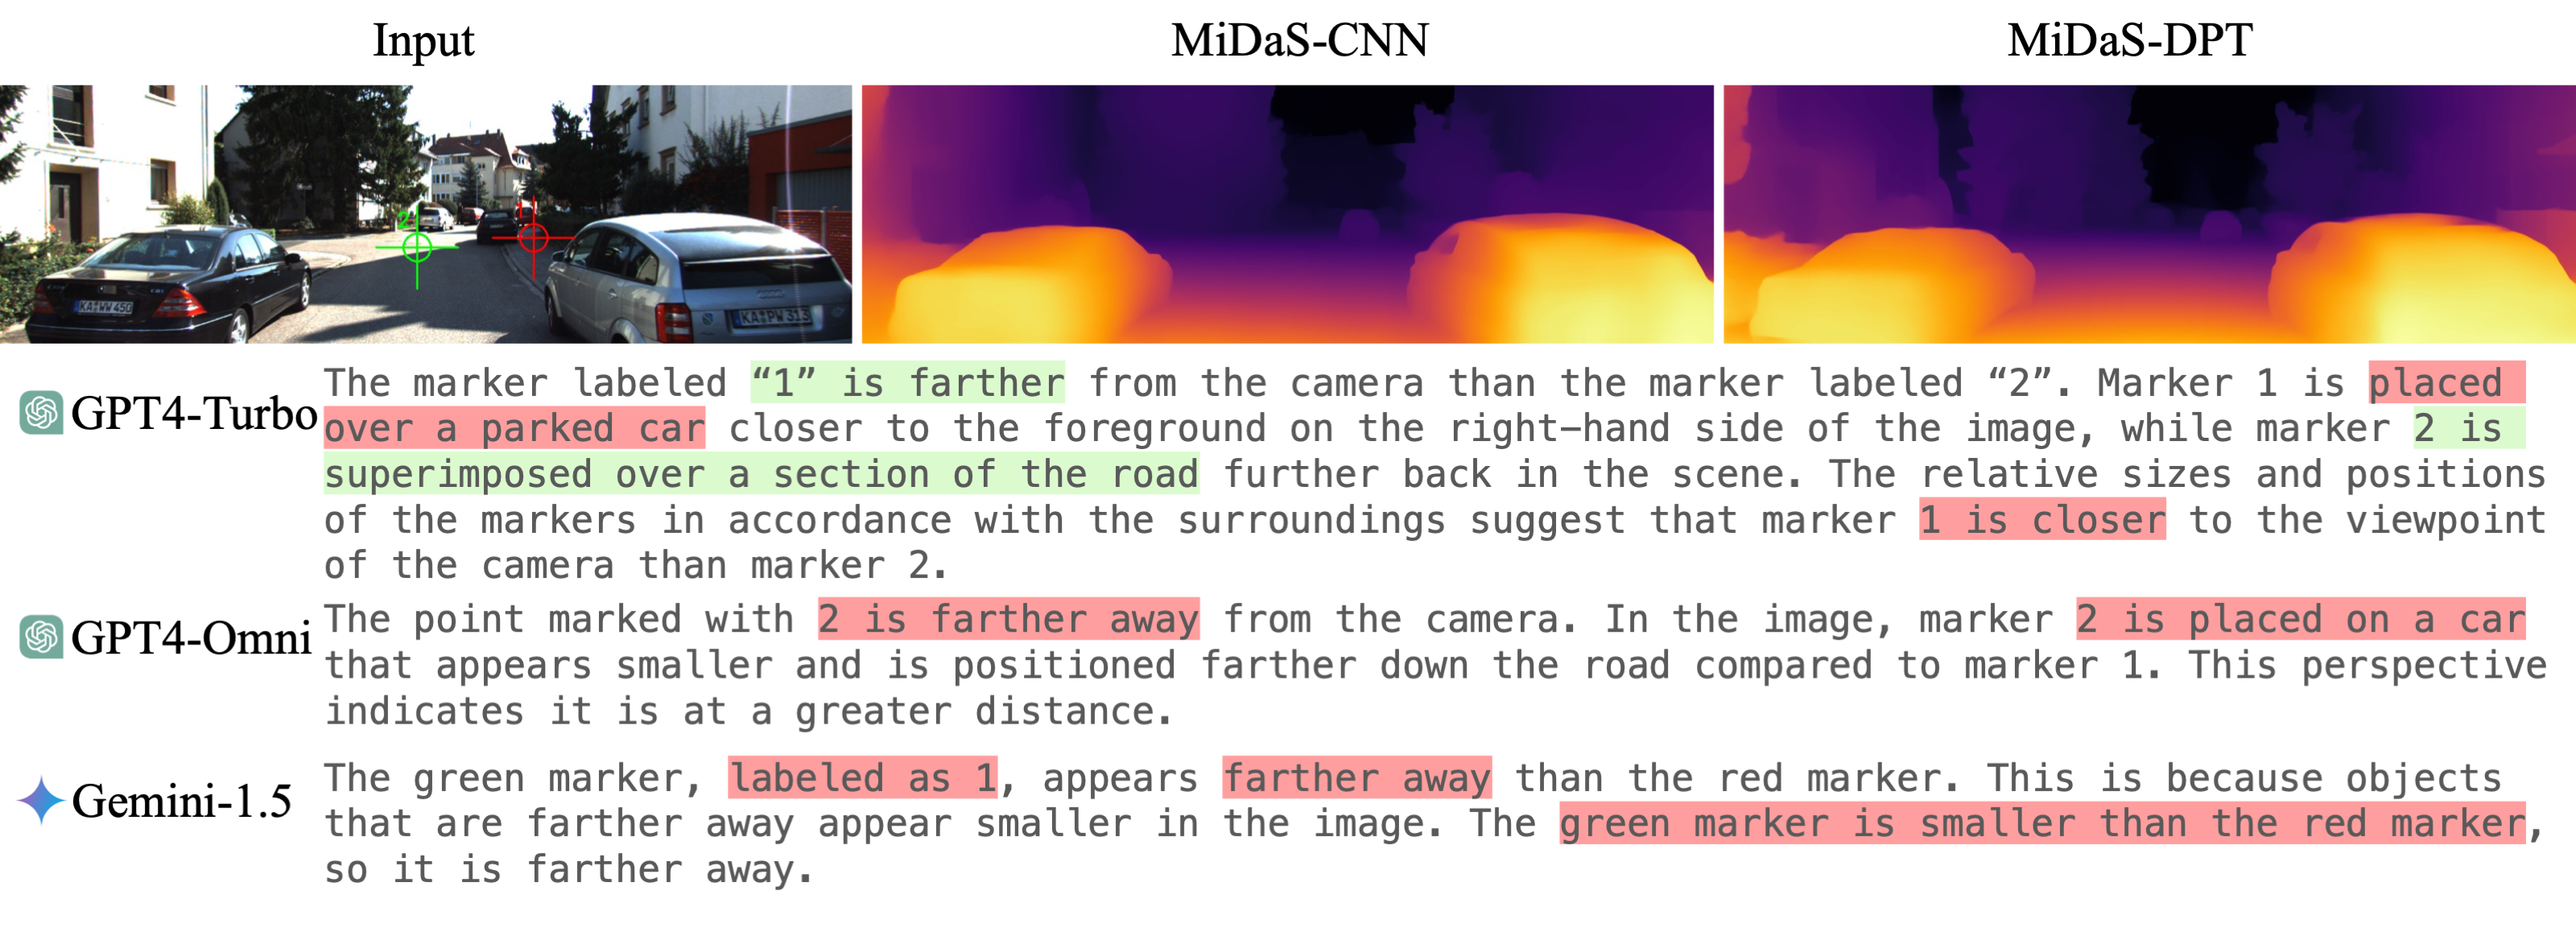 Input MiDaS-CNN MiDaS-DPT
2 1
KA WW 450
KA PW 313
GPT4-Turbo
The marker labeled “1” is farther from the camera than the marker labeled “2”. Marker 1 is placed
over a parked car closer to the foreground on the right-hand side of the image, while marker 2 is
superimposed over a section of the road further back in the scene. The relative sizes and positions
of the markers in accordance with the surroundings suggest that marker 1 is closer to the viewpoint
of the camera than marker 2.
GPT4-Omni
The point marked with 2 is farther away from the camera. In the image, marker 2 is placed on a car
that appears smaller and is positioned farther down the road compared to marker 1. This perspective
indicates it is at a greater distance.
Gemini-1.5
The green marker, labeled as 1, appears farther away than the red marker. This is because objects
that are farther away appear smaller in the image. The green marker is smaller than the red marker,
so it is farther away.